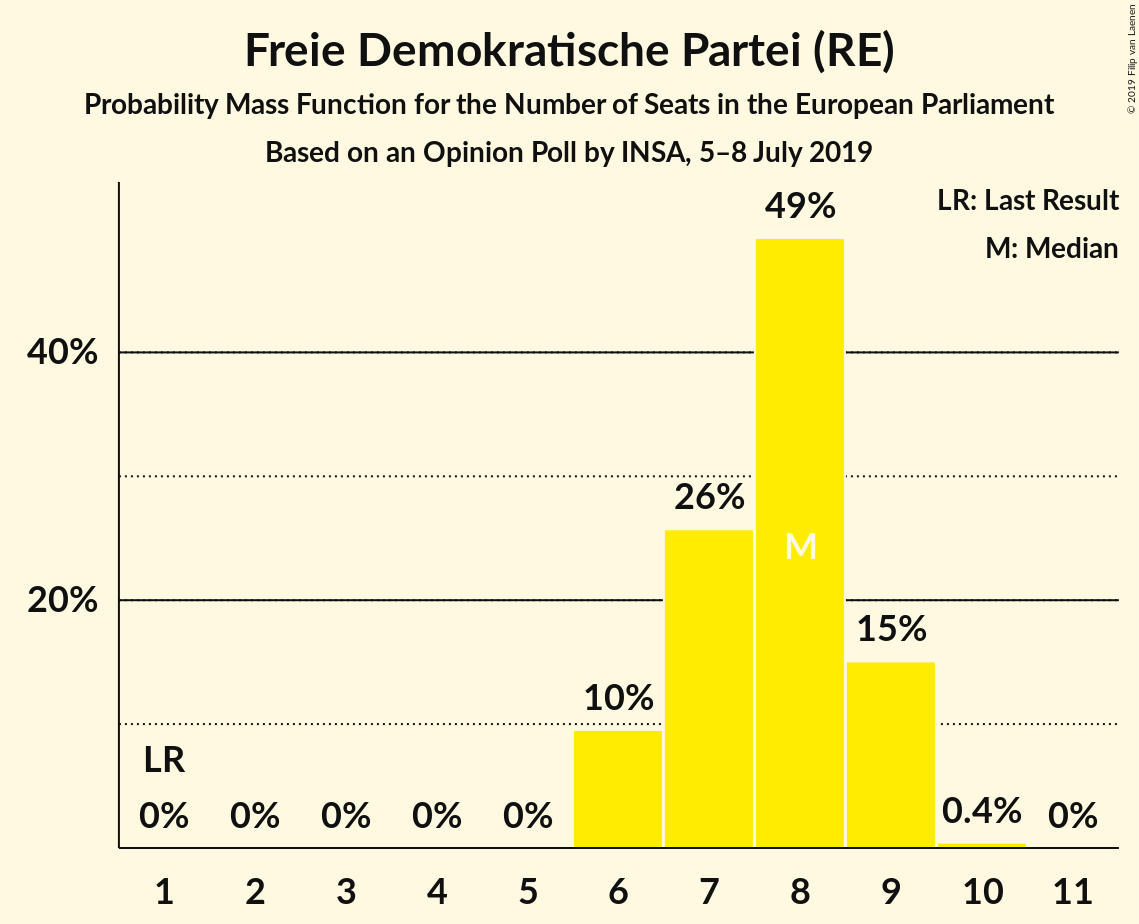 Freie Demokratische Partei (RE)
Probability Mass Function for the Number of Seats in the European Parliament
Based on an Opinion Poll by INSA, 5–8 July 2019
© 2019 Filip van Laenen
LR: Last Result
M: Median
49%
40%
26%
M
20%
15%
10%
LR
0% 0% 0% 0% 0% 0.4% 0%
1 2 3 4 5 6 7 8 9 10 11